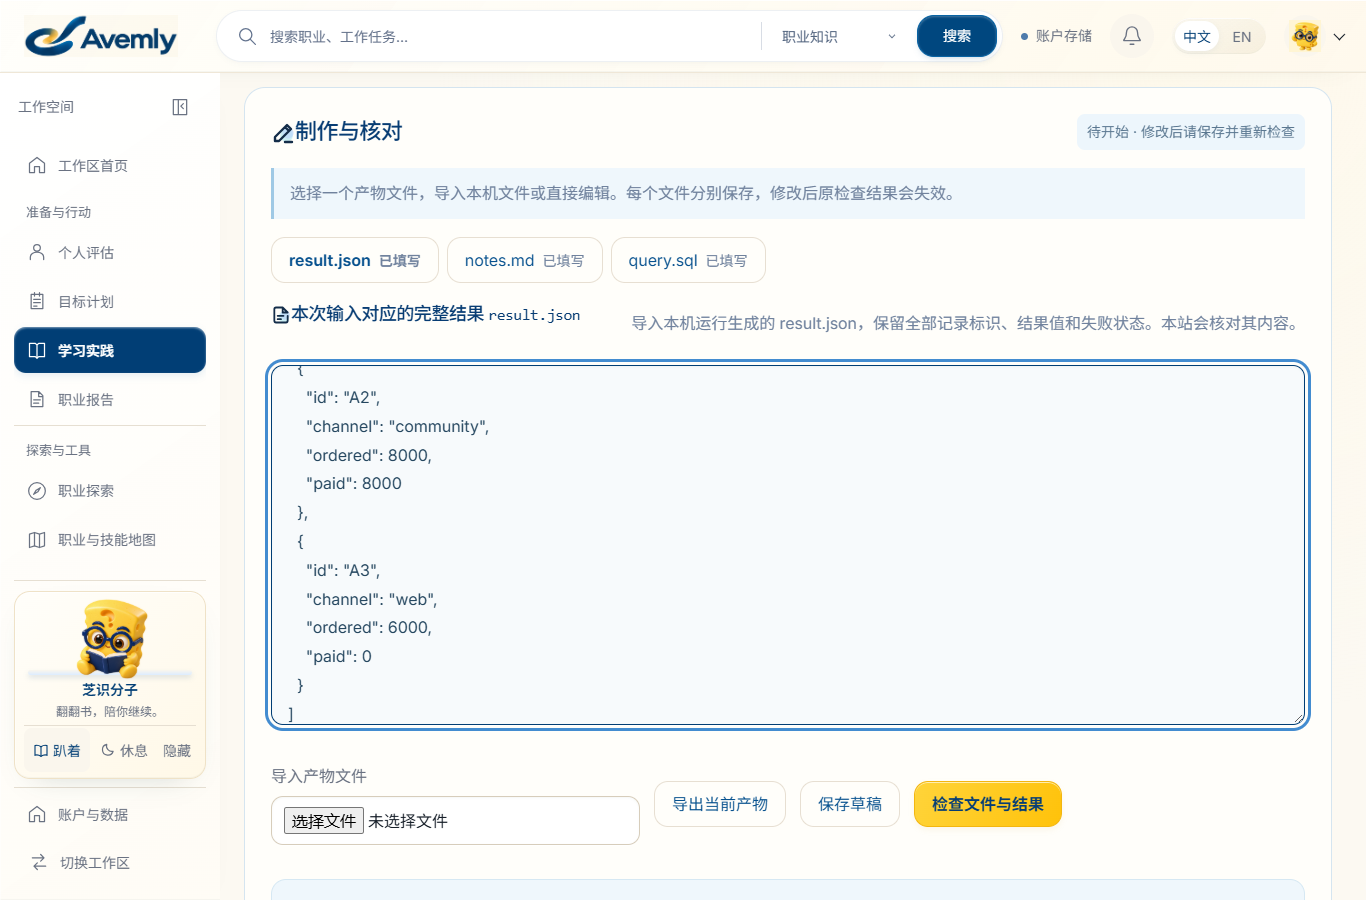 Avemly
搜索职业、工作任务...
职业知识
搜索
账户存储
中文
EN
工作空间
工作区首页
准备与行动
个人评估
目标计划
学习实践
职业报告
探索与工具
职业探索
职业与技能地图
芝识分子
翻翻书，陪你继续。
趴着
休息
隐藏
账户与数据
切换工作区
制作与核对
待开始 · 修改后请保存并重新检查
选择一个产物文件，导入本机文件或直接编辑。每个文件分别保存，修改后原检查结果会失效。
result.json 已填写
notes.md 已填写
query.sql 已填写
本次输入对应的完整结果 result.json
导入本机运行生成的 result.json，保留全部记录标识、结果值和失败状态。本站会核对其内容。
{
"id": "A2",
"channel": "community",
"ordered": 8000,
"paid": 8000
},
{
"id": "A3",
"channel": "web",
"ordered": 6000,
"paid": 0
}
]
导入产物文件
选择文件 未选择文件
导出当前产物
保存草稿
检查文件与结果